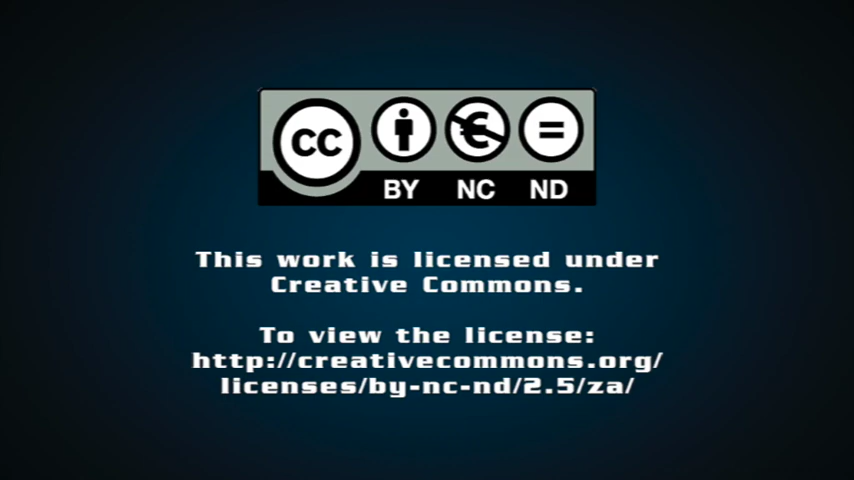 CC
BY NC ND
This work is licensed under
Creative Commons.
To view the license:
http://creativecommons.org/
licenses/by-nc-nd/2.5/za/